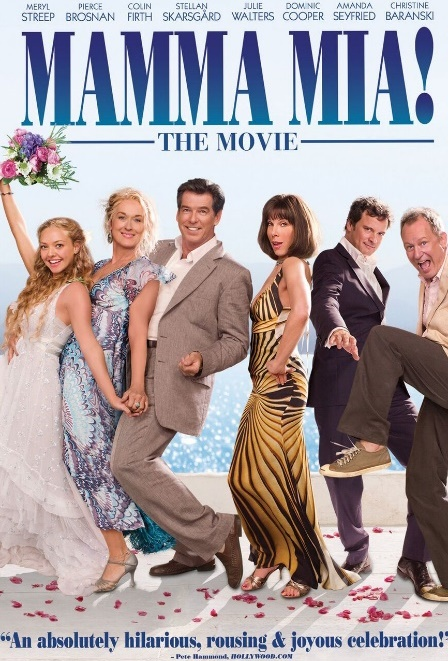 MERYL STREEP PIERCE BROSNAN COLIN FIRTH STELLAN SKARSGÅRD JULIE WALTERS DOMINIC COOPER AMANDA SEYFRIED CHRISTINE BARANSKI
MAMMA MIA!
THE MOVIE
"An absolutely hilarious, rousing & joyous celebration!"
- Pete Hammond, HOLLYWOOD.COM